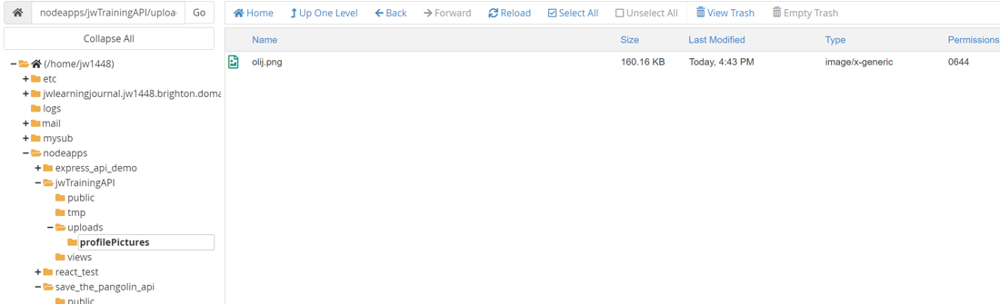 nodeapps/jwTrainingAPI/uploa Go
Home Up One Level Back Forward Reload Select All Unselect All View Trash Empty Trash
Collapse All
Name Size Last Modified Type Permissions
olij.png 160.16 KB Today, 4:43 PM image/x-generic 0644
(/home/jw1448)
etc
jwlearningjournal.jw1448.brighton.doma
logs
mail
mysub
nodeapps
express_api_demo
jwTrainingAPI
public
tmp
uploads
profilePictures
views
react_test
save_the_pangolin_api
public